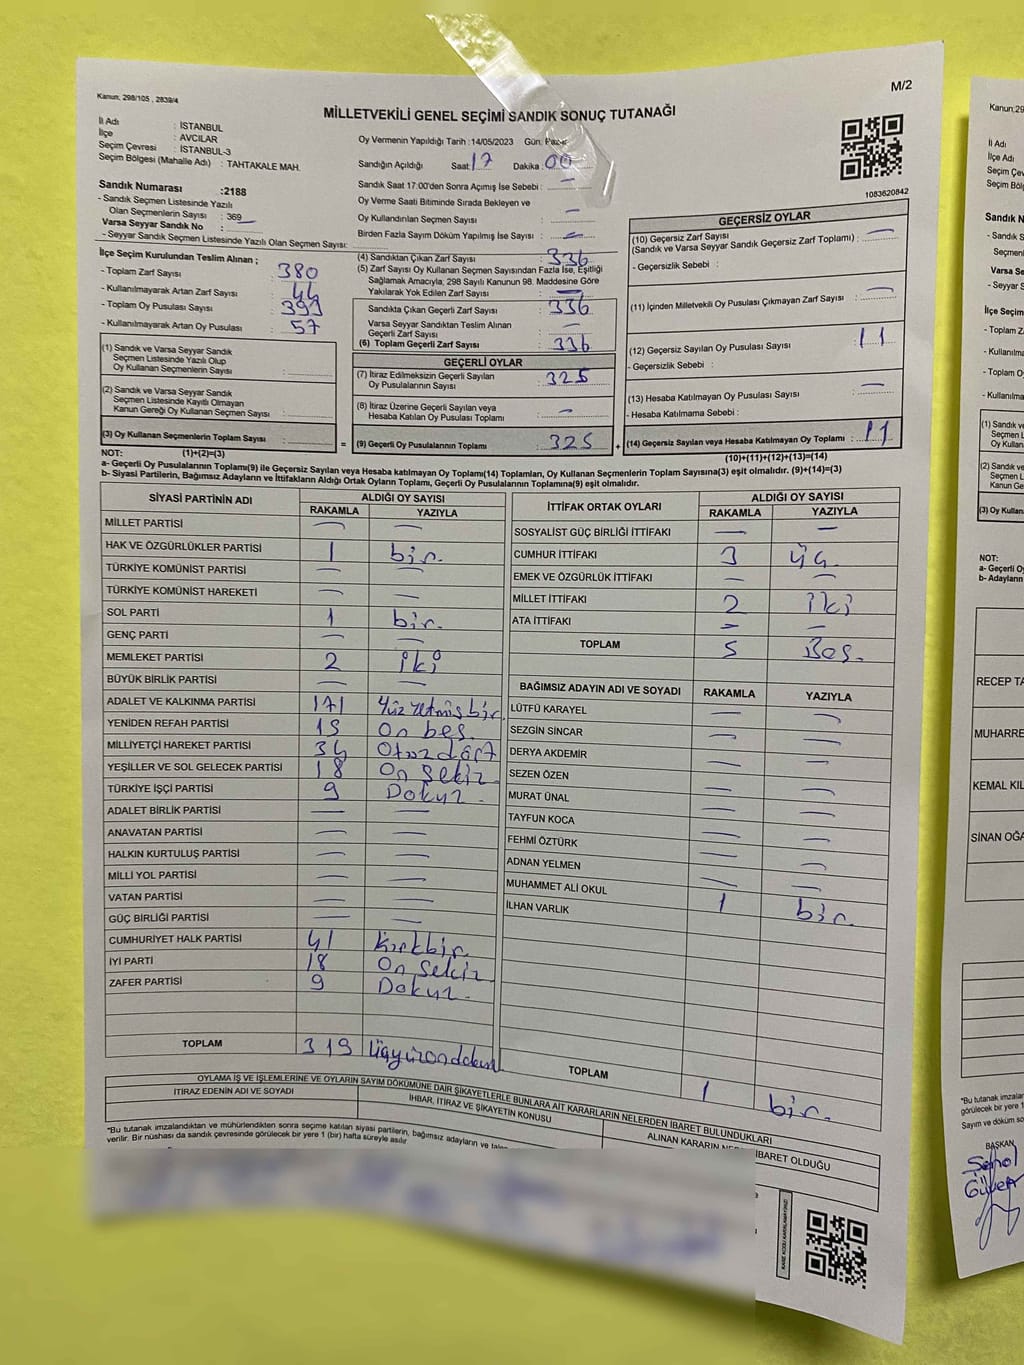 Kanun, 298/105 , 2839/4
M/2
MİLLETVEKİLİ GENEL SEÇİMİ SANDIK SONUÇ TUTANAĞI
İl Adı : İSTANBUL
İlçe : AVCILAR
Seçim Çevresi : İSTANBUL-3
Seçim Bölgesi (Mahalle Adı) : TAHTAKALE MAH.
Sandık Numarası :2188
- Sandık Seçmen Listesinde Yazılı
Olan Seçmenlerin Sayısı : 369
Varsa Seyyar Sandık No :
- Seyyar Sandık Seçmen Listesinde Yazılı Olan Seçmen Sayısı:
İlçe Seçim Kurulundan Teslim Alınan ;
- Toplam Zarf Sayısı 380
- Kullanılmayarak Artan Zarf Sayısı 44
- Toplam Oy Pusulası Sayısı
- Kullanılmayarak Artan Oy Pusulası 57
(1) Sandık ve Varsa Seyyar Sandık
Seçmen Listesinde Yazılı Olup
Oy Kullanan Seçmenlerin Sayısı :
(2) Sandık ve Varsa Seyyar Sandık
Seçmen Listesinde Kayıtlı Olmayan
Kanun Gereği Oy Kullanan Seçmen Sayısı :
(3) Oy Kullanan Seçmenlerin Toplam Sayısı :
Oy Vermenin Yapıldığı Tarih :14/05/2023 Gün: Pazar
Sandığın Açıldığı Saat: 17 Dakika : 00
Sandık Saat 17:00'den Sonra Açımış İse Sebebi : —
Oy Verme Saati Bitiminde Sırada Bekleyen ve
Oy Kullandırılan Seçmen Sayısı : —
Birden Fazla Sayım Döküm Yapılmış İse Sayısı : —
(4) Sandıktan Çıkan Zarf Sayısı : 336
(5) Zarf Sayısı Oy Kullanan Seçmen Sayısından Fazla İse, Eşitliği
Sağlamak Amacıyla, 298 Sayılı Kanunun 98. Maddesine Göre
Yakılarak Yok Edilen Zarf Sayısı : —
Sandıkta Çıkan Geçerli Zarf Sayısı : 336
Varsa Seyyar Sandıktan Teslim Alınan
Geçerli Zarf Sayısı : —
(6) Toplam Geçerli Zarf Sayısı : 336
GEÇERLİ OYLAR
(7) İtiraz Edilmeksizin Geçerli Sayılan
Oy Pusulalarının Sayısı : 325
(8) İtiraz Üzerine Geçerli Sayılan veya
Hesaba Katılan Oy Pusulası Toplamı : —
= (9) Geçerli Oy Pusulalarının Toplamı : 325 +
1083620842
GEÇERSİZ OYLAR
(10) Geçersiz Zarf Sayısı
(Sandık ve Varsa Seyyar Sandık Geçersiz Zarf Toplamı) : —
- Geçersizlik Sebebi :
(11) İçinden Milletvekili Oy Pusulası Çıkmayan Zarf Sayısı : —
(12) Geçersiz Sayılan Oy Pusulası Sayısı : 11
- Geçersizlik Sebebi :
(13) Hesaba Katılmayan Oy Pusulası Sayısı : —
- Hesaba Katılmama Sebebi :
(14) Geçersiz Sayılan veya Hesaba Katılmayan Oy Toplamı : 11
NOT: (1)+(2)=(3)
(10)+(11)+(12)+(13)=(14)
a- Geçerli Oy Pusulalarının Toplamı(9) ile Geçersiz Sayılan veya Hesaba katılmayan Oy Toplamı(14) Toplamları, Oy Kullanan Seçmenlerin Toplam Sayısına(3) eşit olmalıdır. (9)+(14)=(3)
b- Siyasi Partilerin, Bağımsız Adayların ve İttifakların Aldığı Ortak Oyların Toplamı, Geçerli Oy Pusulalarının Toplamına(9) eşit olmalıdır.
SİYASİ PARTİNİN ADI ALDIĞI OY SAYISI
RAKAMLA YAZIYLA
MİLLET PARTİSİ — —
HAK VE ÖZGÜRLÜKLER PARTİSİ 1 bir.
TÜRKİYE KOMÜNİST PARTİSİ — —
TÜRKİYE KOMÜNİST HAREKETİ — —
SOL PARTİ 1 bir.
GENÇ PARTİ — —
MEMLEKET PARTİSİ 2 iki
BÜYÜK BİRLİK PARTİSİ — —
ADALET VE KALKINMA PARTİSİ 171 Yüz Yetmiş bir.
YENİDEN REFAH PARTİSİ 15 On beş.
MİLLİYETÇİ HAREKET PARTİSİ 34 Otuz dört
YEŞİLLER VE SOL GELECEK PARTİSİ 18 On Sekiz
TÜRKİYE İŞÇİ PARTİSİ 9 Dokuz.
ADALET BİRLİK PARTİSİ — —
ANAVATAN PARTİSİ — —
HALKIN KURTULUŞ PARTİSİ — —
MİLLİ YOL PARTİSİ — —
VATAN PARTİSİ — —
GÜÇ BİRLİĞİ PARTİSİ — —
CUMHURİYET HALK PARTİSİ 41 Kırkbir.
İYİ PARTİ 18 On Sekiz
ZAFER PARTİSİ 9 Dokuz.
TOPLAM 319 Üçyüzondokuz
İTTİFAK ORTAK OYLARI ALDIĞI OY SAYISI
RAKAMLA YAZIYLA
SOSYALİST GÜÇ BİRLİĞİ İTTİFAKI — —
CUMHUR İTTİFAKI 3 üç.
EMEK VE ÖZGÜRLÜK İTTİFAKI — —
MİLLET İTTİFAKI 2 iki
ATA İTTİFAKI — —
TOPLAM 5 Beş.
BAĞIMSIZ ADAYIN ADI VE SOYADI RAKAMLA YAZIYLA
LÜTFÜ KARAYEL — —
SEZGİN SİNCAR — —
DERYA AKDEMİR — —
SEZEN ÖZEN — —
MURAT ÜNAL — —
TAYFUN KOCA — —
FEHMİ ÖZTÜRK — —
ADNAN YELMEN — —
MUHAMMET ALİ OKUL — —
İLHAN VARLIK 1 bir.
TOPLAM 1 bir.
OYLAMA İŞ VE İŞLEMLERİNE VE OYLARIN SAYIM DÖKÜMÜNE DAİR ŞİKAYETLERLE BUNLARA AİT KARARLARIN NELERDEN İBARET BULUNDUKLARI
İTİRAZ EDENİN ADI VE SOYADI İHBAR, İTİRAZ VE ŞİKAYETİN KONUSU ALINAN KARARIN İBARET OLDUĞU
*Bu tutanak imzalandıktan ve mühürlendikten sonra seçime katılan siyasi partilerin, bağımsız adayların ve
verilir. Bir nüshası da sandık çevresinde görülecek bir yere 1 (bir) hafta süreyle asılır
Kanun,29
İl Adı
İlçe Adı
Seçim Çev
Seçim Böl
Sandık N
- Sandık S
Seçmenl
Varsa Se
- Seyyar S
İlçe Seçim
- Toplam Z
- Kullanılm
- Toplam O
- Kullanılma
(1) Sandık ve
Seçmen L
Oy Kullan
(2) Sandık ve
Seçmen L
Kanun Ge
(3) Oy Kullan
NOT:
a- Geçerli O
b- Adayların
RECEP TA
MUHARRE
KEMAL KIL
SİNAN OĞA
*Bu tutanak imzalar
görülecek bir yere 1
Sayım ve döküm so
BAŞKAN
Şenol
Güven